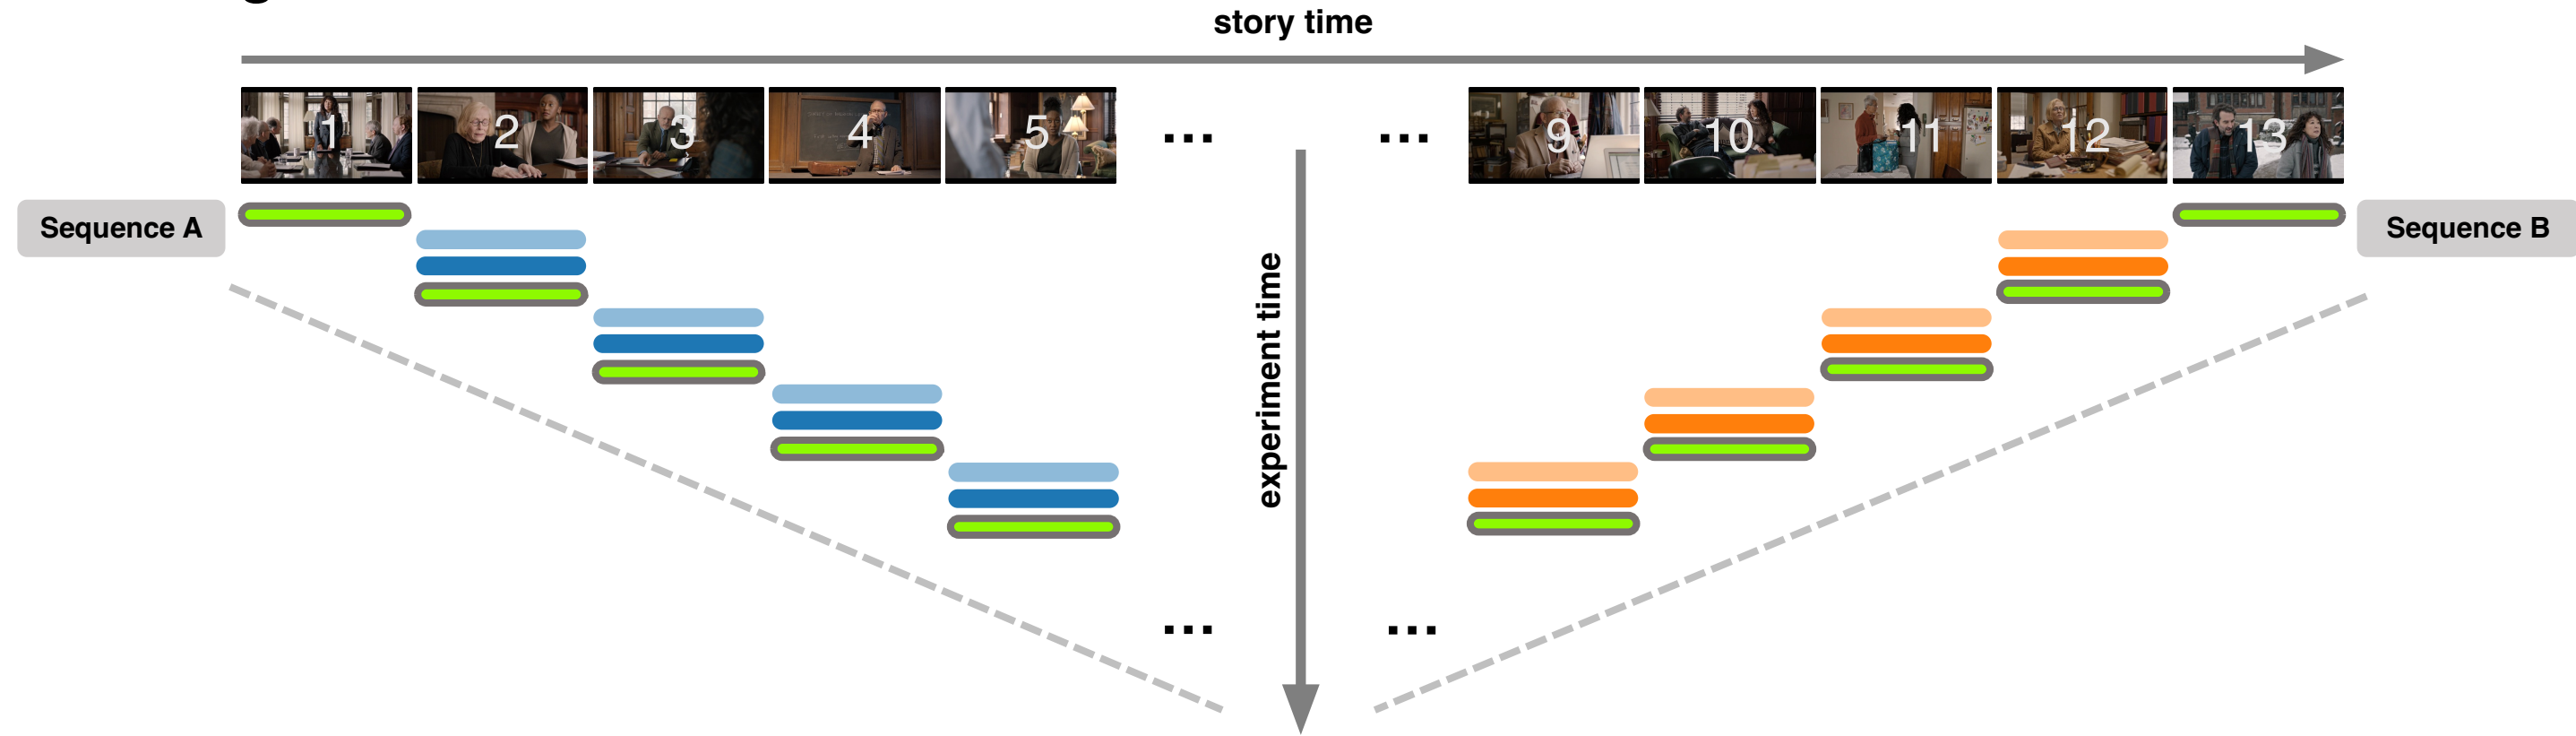 story time
1 2 3 4 5 ... ... 9 10 11 12 13
Sequence A
Sequence B
experiment time
... ...